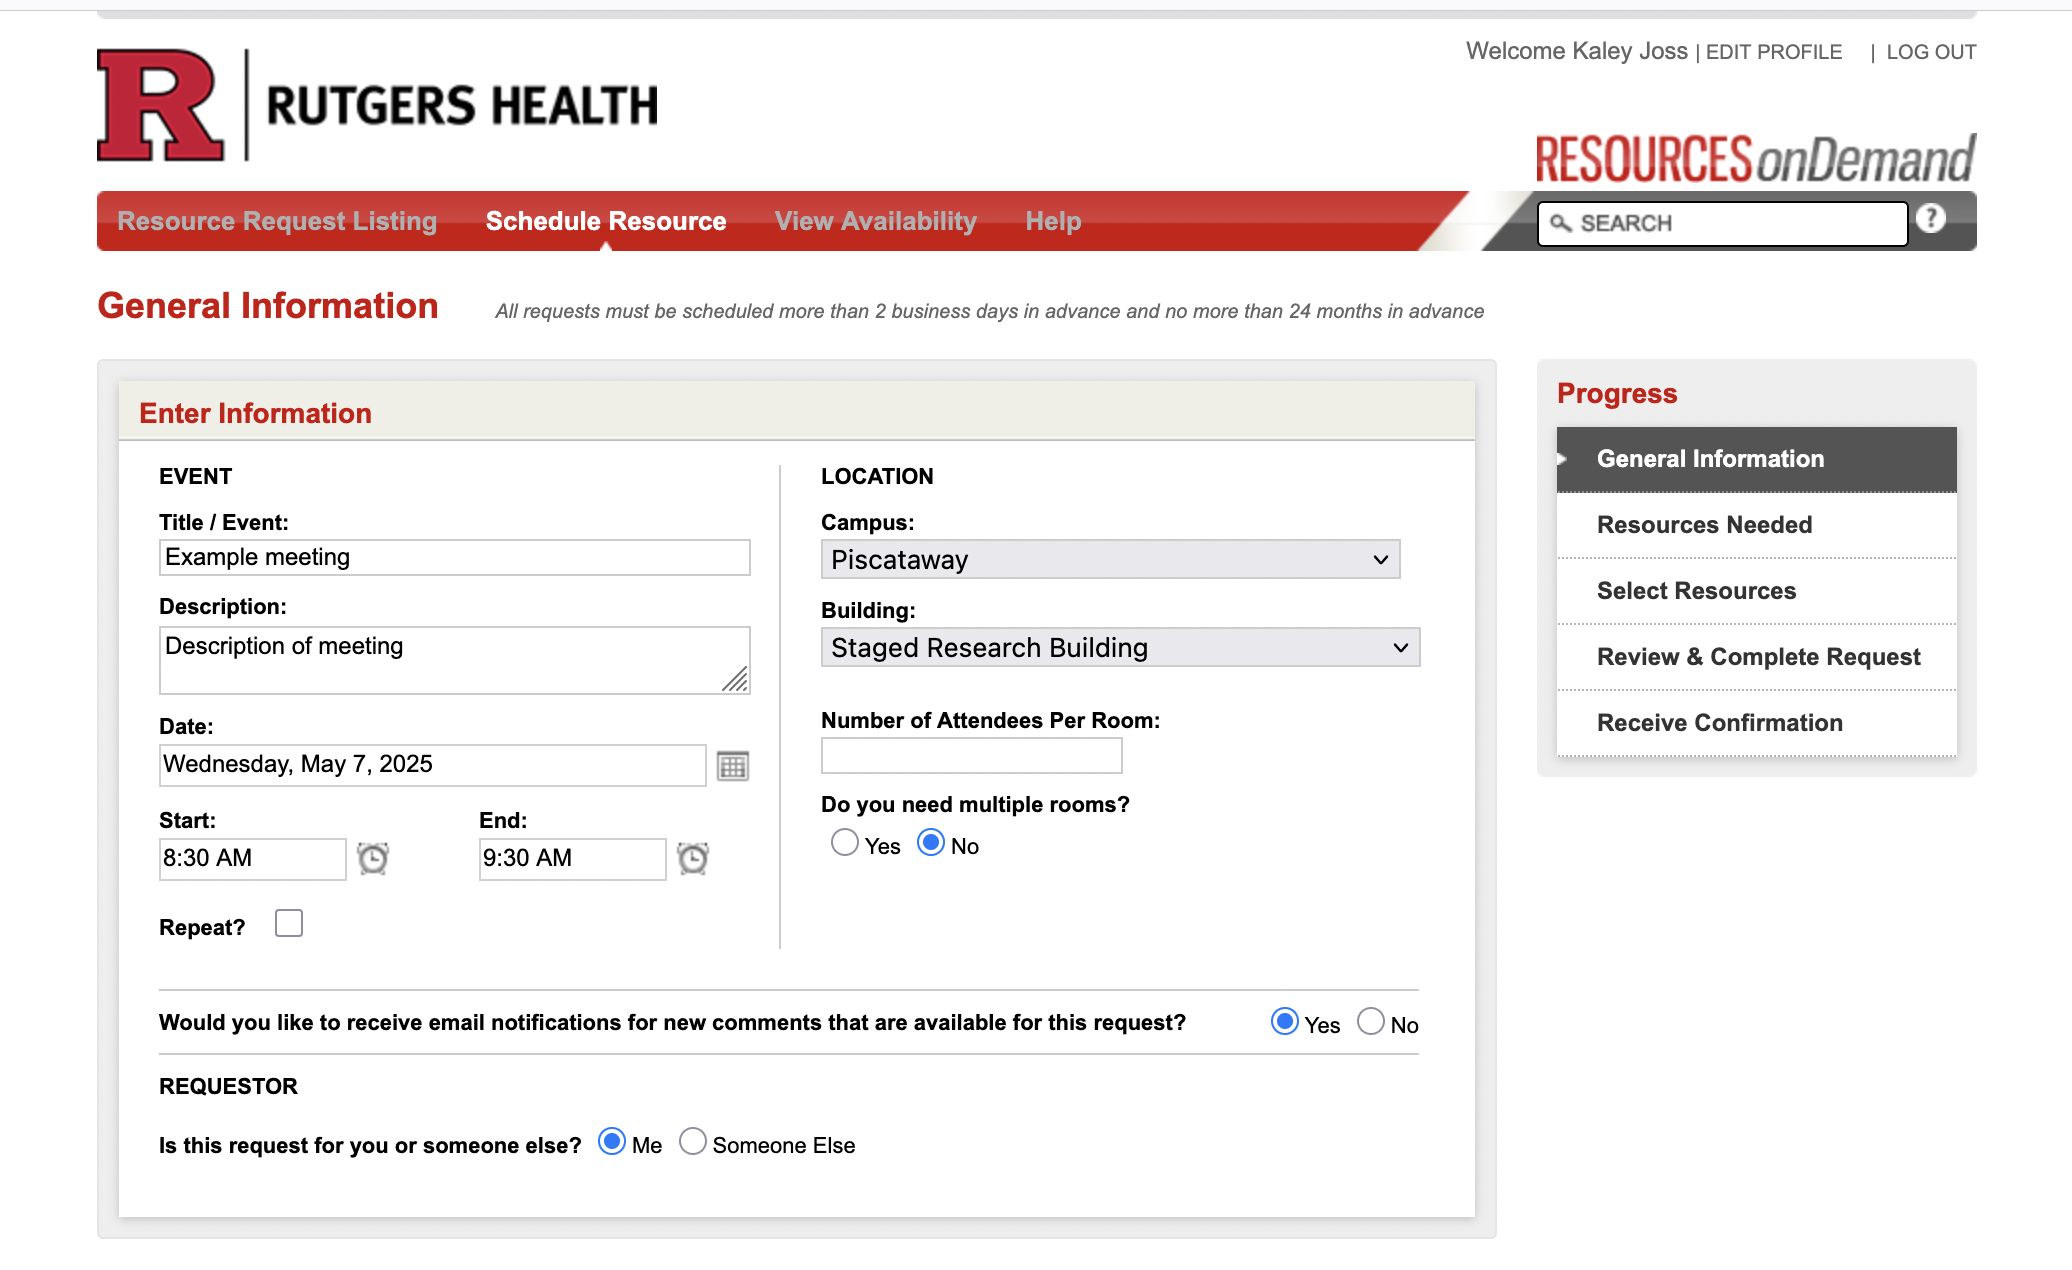 Welcome Kaley Joss | EDIT PROFILE | LOG OUT
R RUTGERS HEALTH
RESOURCES onDemand
Resource Request Listing Schedule Resource View Availability Help SEARCH ?
General Information All requests must be scheduled more than 2 business days in advance and no more than 24 months in advance
Enter Information
EVENT
Title / Event:
Example meeting
Description:
Description of meeting
Date:
Wednesday, May 7, 2025
Start: End:
8:30 AM 9:30 AM
Repeat?
LOCATION
Campus:
Piscataway
Building:
Staged Research Building
Number of Attendees Per Room:
Do you need multiple rooms?
Yes No
Would you like to receive email notifications for new comments that are available for this request? Yes No
REQUESTOR
Is this request for you or someone else? Me Someone Else
Progress
General Information
Resources Needed
Select Resources
Review & Complete Request
Receive Confirmation